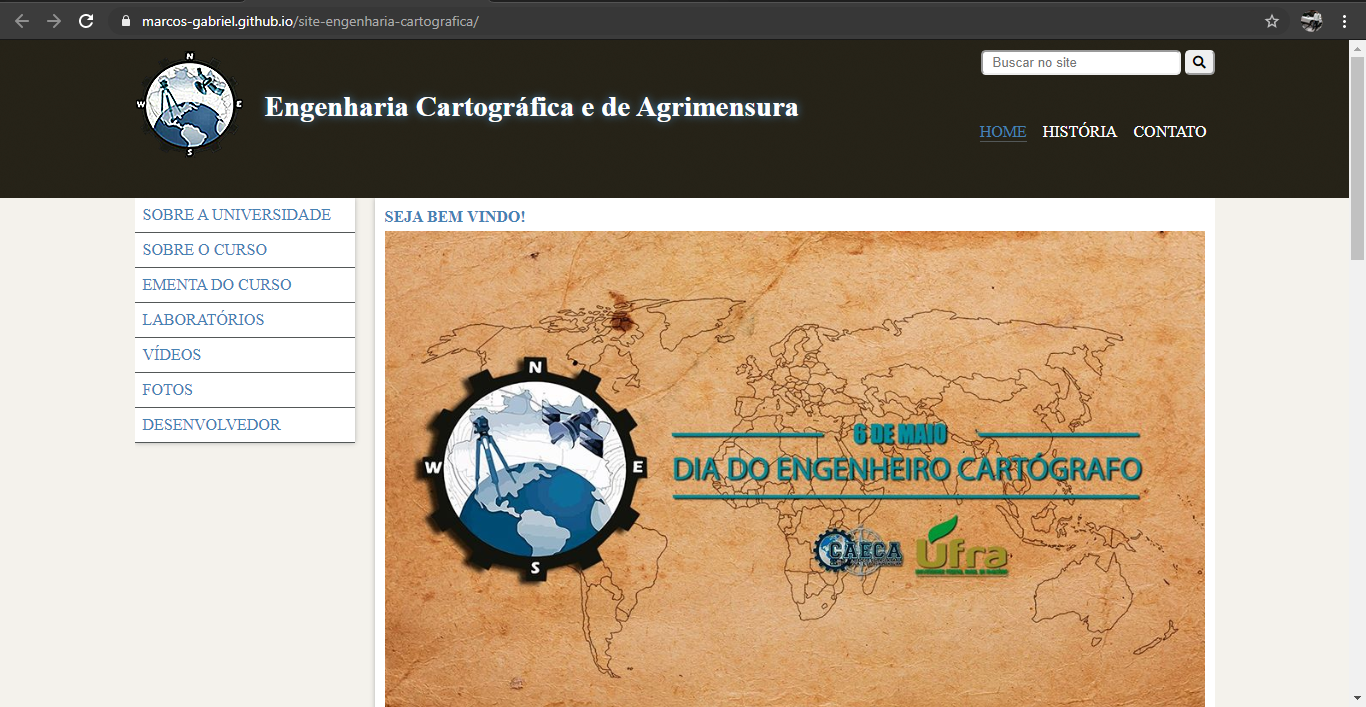 marcos-gabriel.github.io/site-engenharia-cartografica/
N
W
E
S
Engenharia Cartográfica e de Agrimensura
Buscar no site
HOME HISTÓRIA CONTATO
SOBRE A UNIVERSIDADE
SOBRE O CURSO
EMENTA DO CURSO
LABORATÓRIOS
VÍDEOS
FOTOS
DESENVOLVEDOR
SEJA BEM VINDO!
N
W
E
S
6 DE MAIO
DIA DO ENGENHEIRO CARTÓGRAFO
CAECA
Ufra